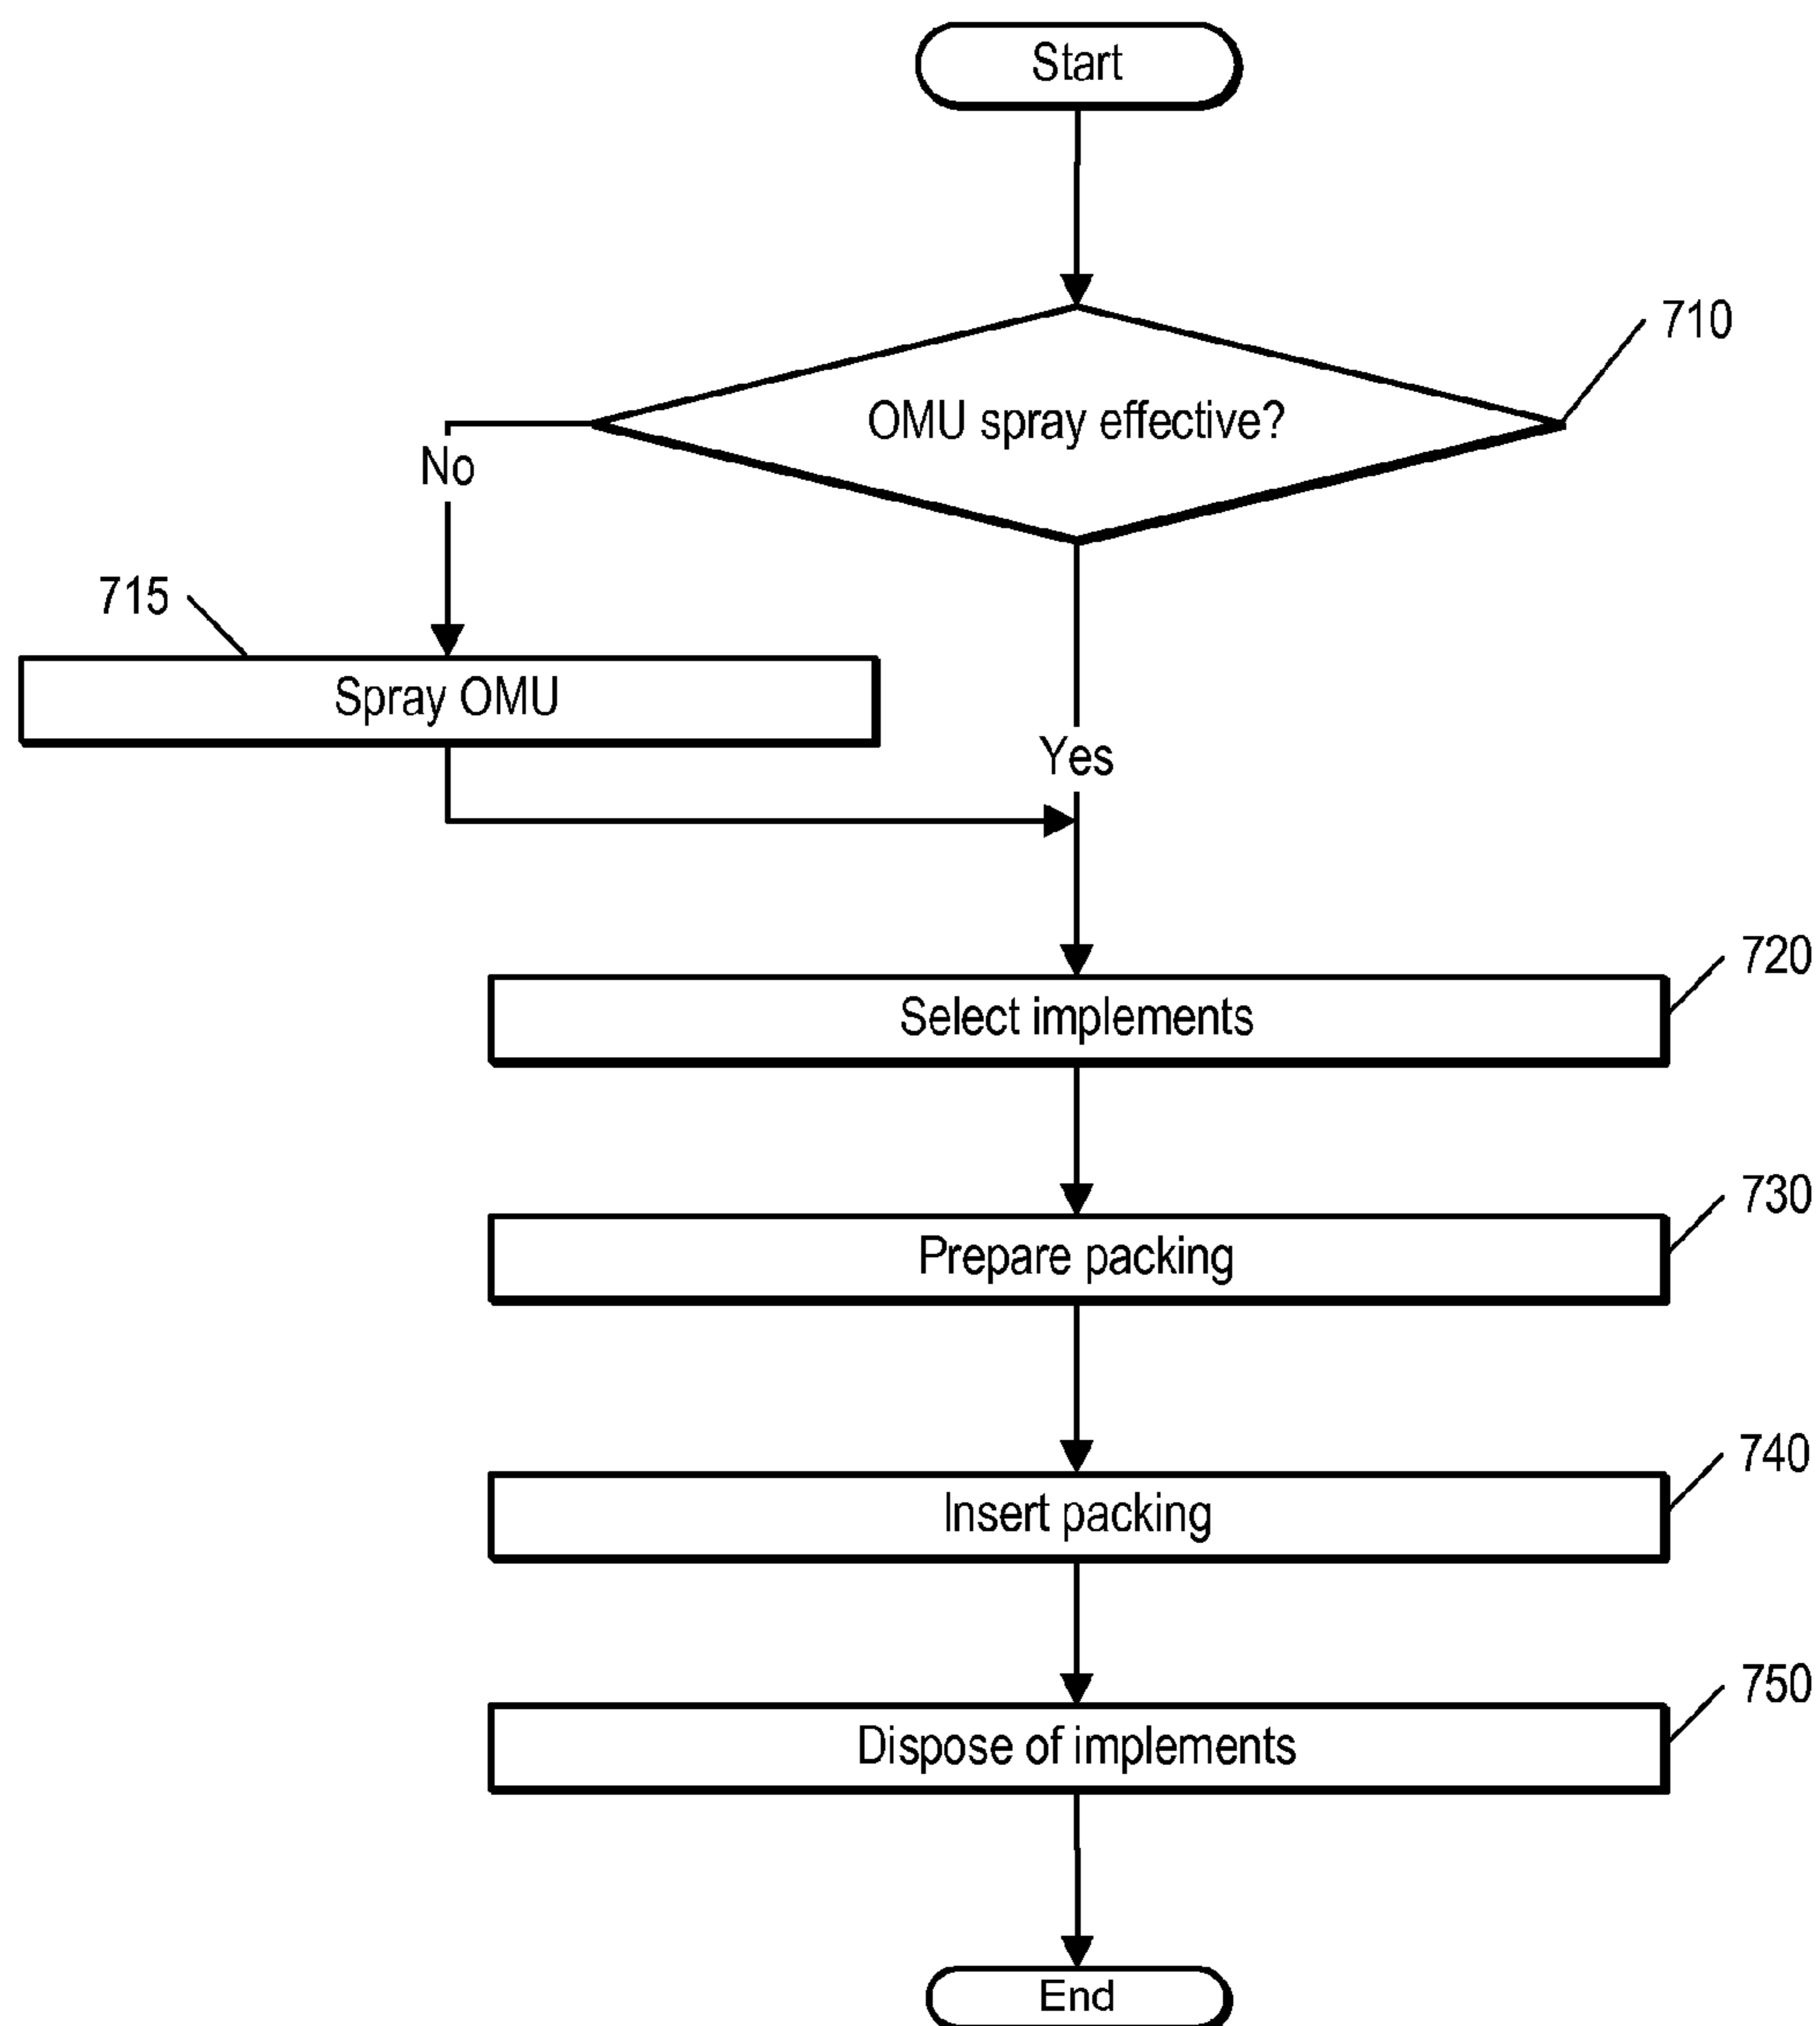 Start
710
OMU spray effective?
No
715
Spray OMU
Yes
720
Select implements
730
Prepare packing
740
Insert packing
750
Dispose of implements
End